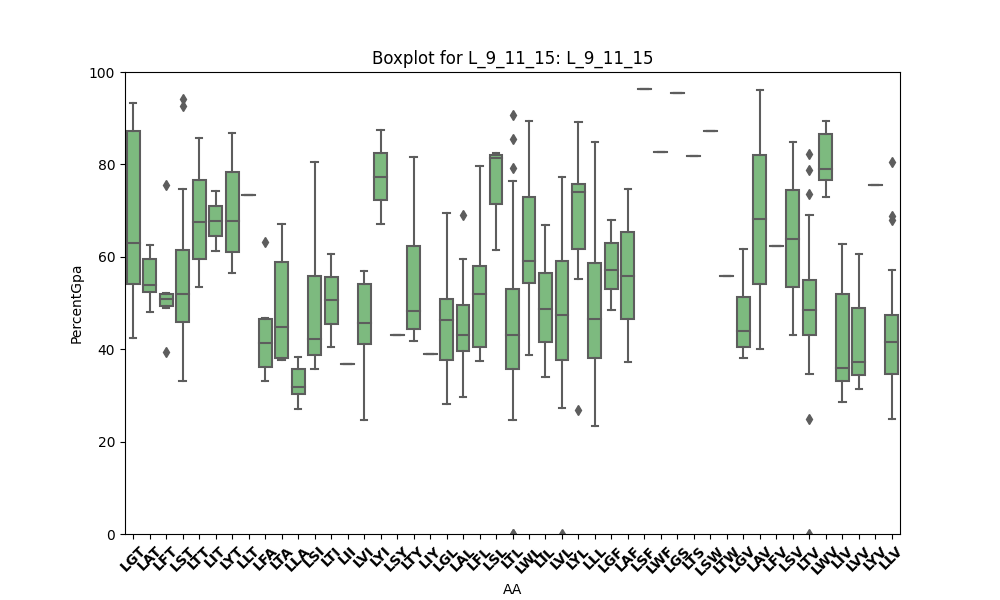 Boxplot for L_9_11_15: L_9_11_15
100
80
60
40
20
0
PercentGpa
LGT LAT LFT LST LTT LIT LYT LLT LFA LTA LLA LSI LTI LII LVI LYI LSY LTY LIY LGL LAL LFL LSL LTL LWL LIL LVL LYL LLL LGF LAF LSF LWF LGS LTS LSW LTW LGV LAV LFV LSV LTV LWV LIV LVV LYV LLV
AA